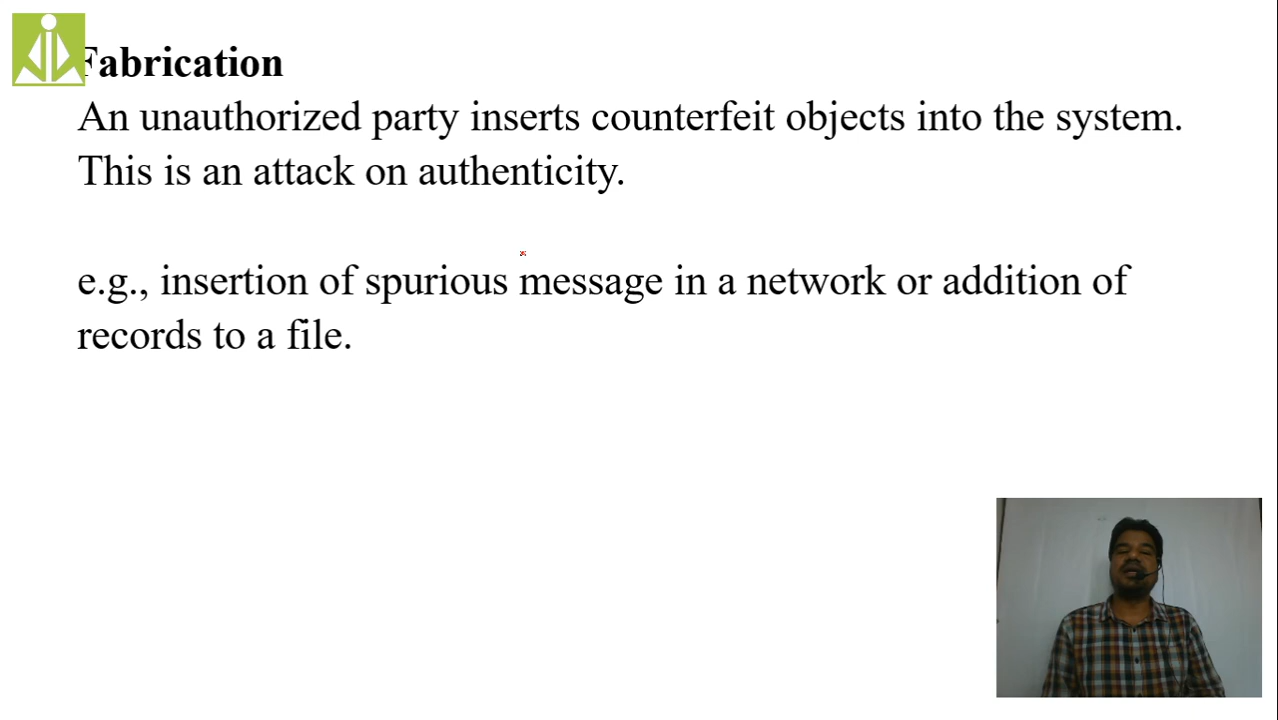 Fabrication
An unauthorized party inserts counterfeit objects into the system.
This is an attack on authenticity.
e.g., insertion of spurious message in a network or addition of
records to a file.